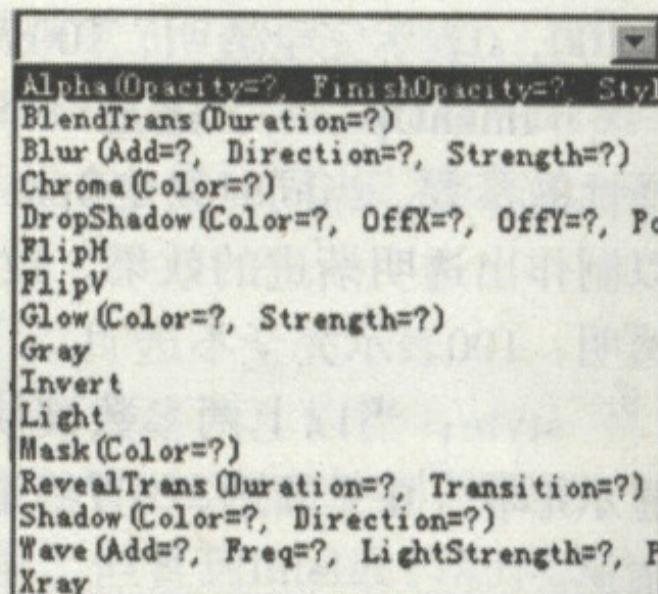 Alpha(Opacity=?, FinishOpacity=?, Styl
BlendTrans(Duration=?)
Blur(Add=?, Direction=?, Strength=?)
Chroma(Color=?)
DropShadow(Color=?, OffX=?, OffY=?, Po
FlipH
FlipV
Glow(Color=?, Strength=?)
Gray
Invert
Light
Mask(Color=?)
RevealTrans(Duration=?, Transition=?)
Shadow(Color=?, Direction=?)
Wave(Add=?, Freq=?, LightStrength=?, P
Xray